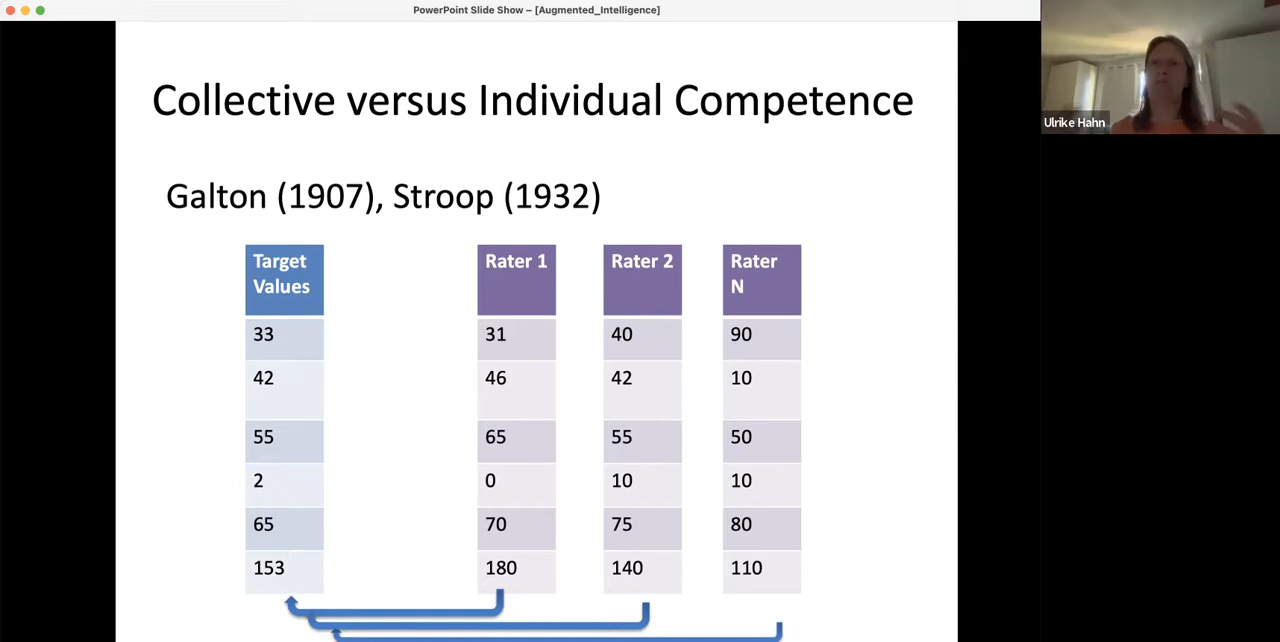 PowerPoint Slide Show – [Augmented_Intelligence]
Ulrike Hahn
Collective versus Individual Competence
Galton (1907), Stroop (1932)
Target Values Rater 1 Rater 2 Rater N
33 31 40 90
42 46 42 10
55 65 55 50
2 0 10 10
65 70 75 80
153 180 140 110